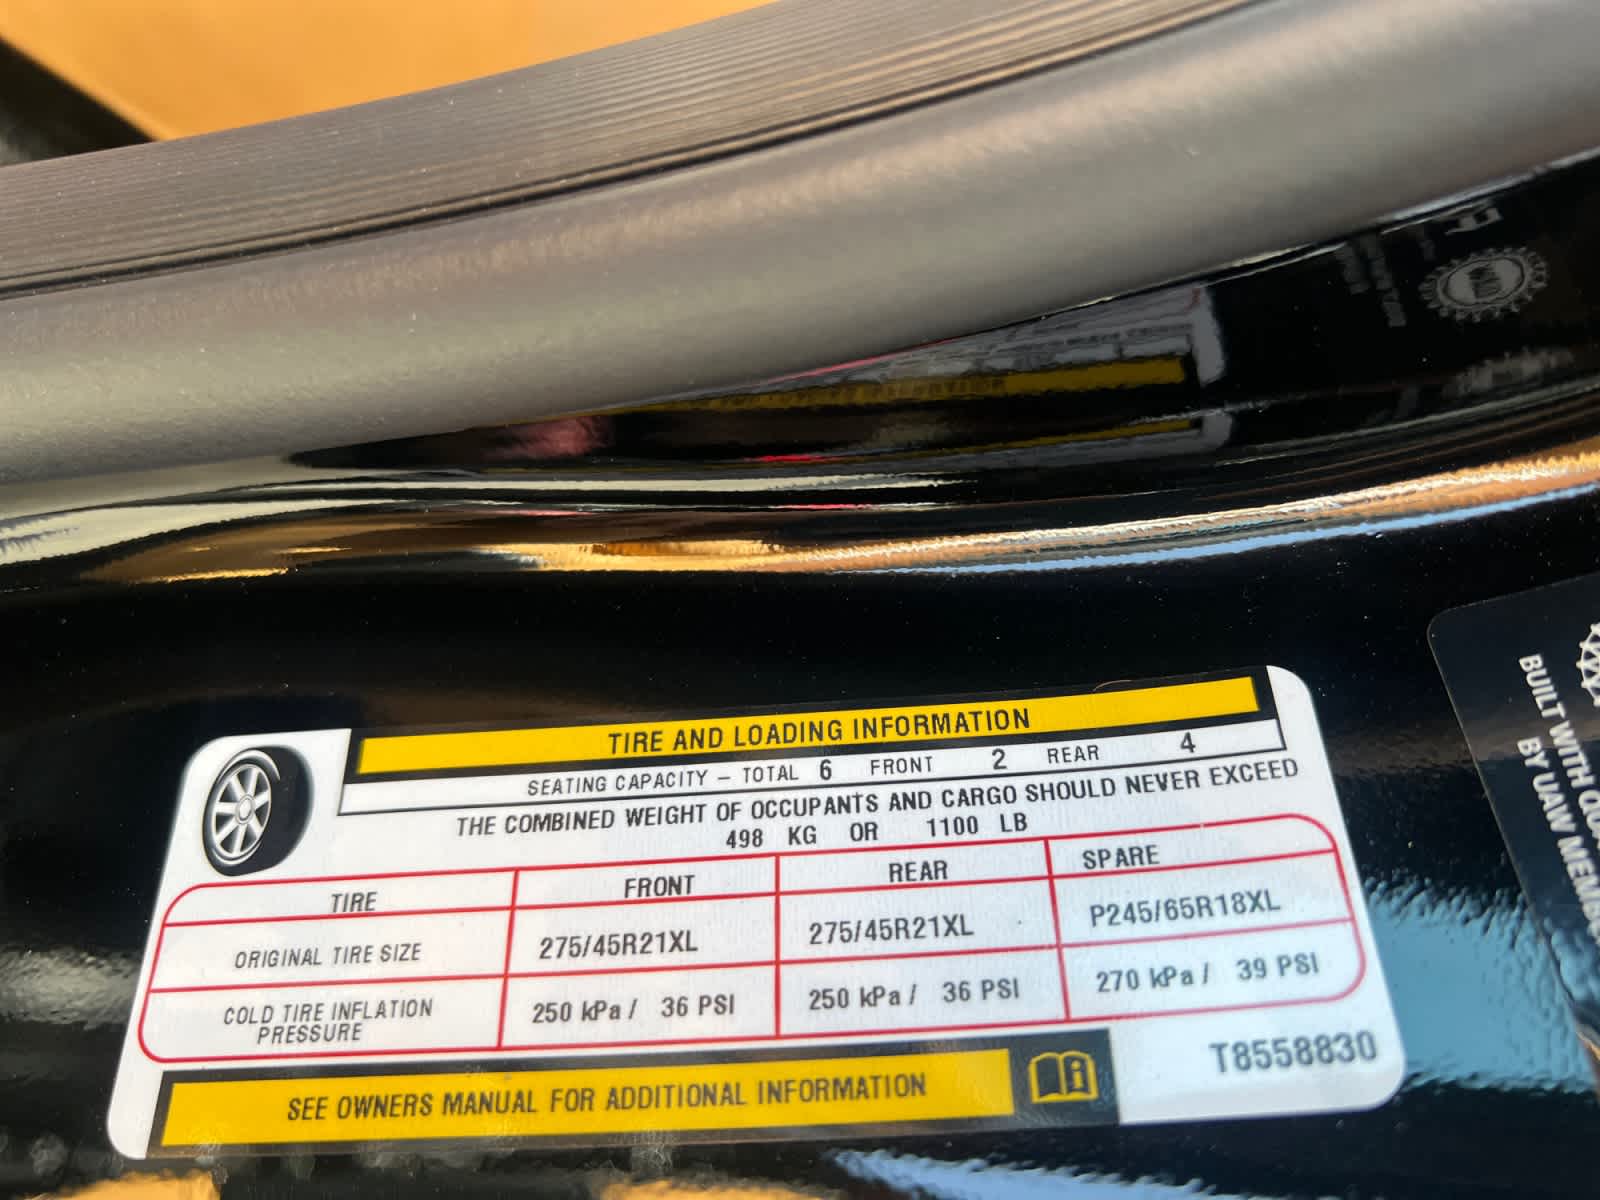 TIRE AND LOADING INFORMATION
SEATING CAPACITY – TOTAL 6 FRONT 2 REAR 4
THE COMBINED WEIGHT OF OCCUPANTS AND CARGO SHOULD NEVER EXCEED
498 KG OR 1100 LB
TIRE FRONT REAR SPARE
ORIGINAL TIRE SIZE 275/45R21XL 275/45R21XL P245/65R18XL
COLD TIRE INFLATION PRESSURE 250 kPa / 36 PSI 250 kPa / 36 PSI 270 kPa / 39 PSI
SEE OWNERS MANUAL FOR ADDITIONAL INFORMATION
T8558830
BUILT WITH
BY UAW